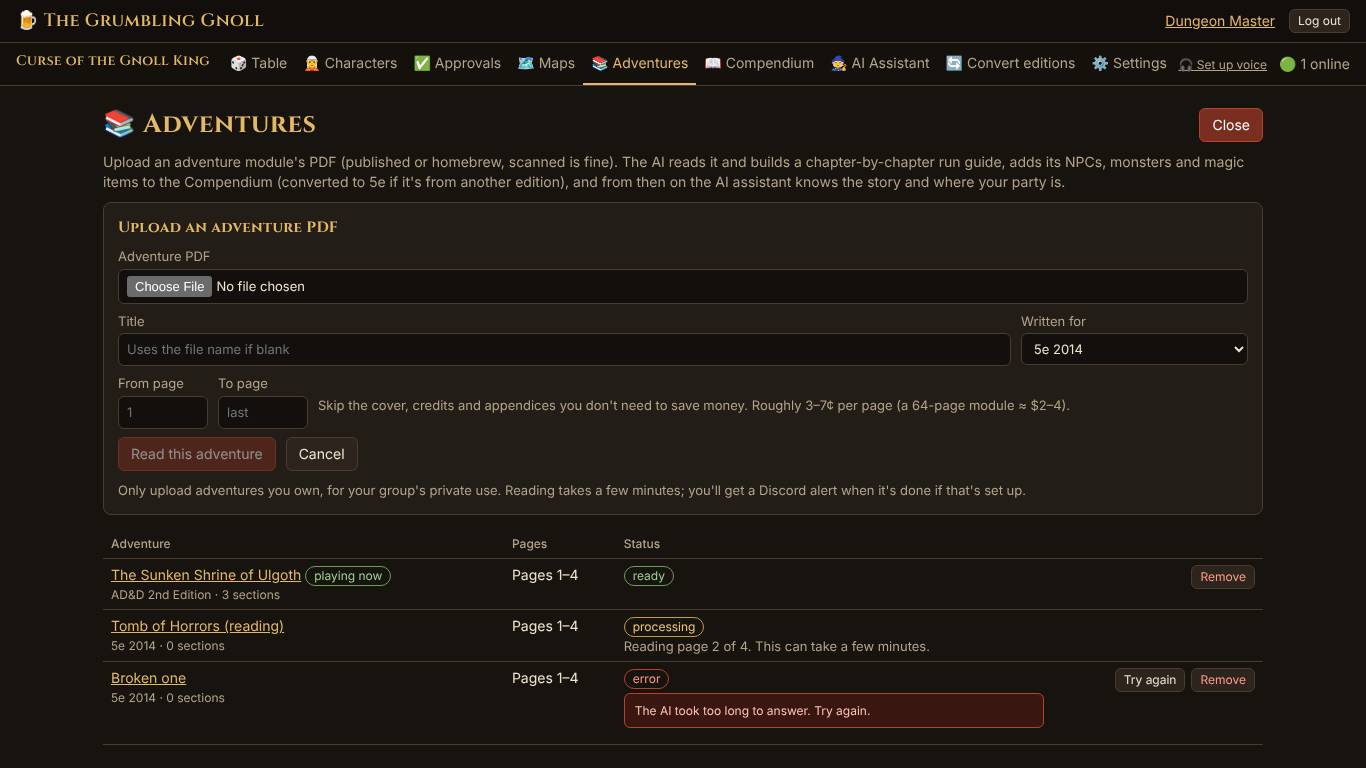 🍺 The Grumbling Gnoll
Dungeon Master
Log out
Curse of the Gnoll King
🎲 Table
🧝 Characters
✅ Approvals
🗺️ Maps
📚 Adventures
📖 Compendium
🧙 AI Assistant
🔄 Convert editions
⚙️ Settings
🎧 Set up voice
🟢 1 online
📚 Adventures
Close
Upload an adventure module's PDF (published or homebrew, scanned is fine). The AI reads it and builds a chapter-by-chapter run guide, adds its NPCs, monsters and magic
items to the Compendium (converted to 5e if it's from another edition), and from then on the AI assistant knows the story and where your party is.
Upload an adventure PDF
Adventure PDF
Choose File No file chosen
Title
Written for
Uses the file name if blank
5e 2014
From page
To page
1
last
Skip the cover, credits and appendices you don't need to save money. Roughly 3–7¢ per page (a 64-page module ≈ $2–4).
Read this adventure
Cancel
Only upload adventures you own, for your group's private use. Reading takes a few minutes; you'll get a Discord alert when it's done if that's set up.
Adventure
Pages
Status
The Sunken Shrine of Ulgoth playing now
Pages 1–4
ready
Remove
AD&D 2nd Edition · 3 sections
Tomb of Horrors (reading)
Pages 1–4
processing
5e 2014 · 0 sections
Reading page 2 of 4. This can take a few minutes.
Broken one
Pages 1–4
error
Try again
Remove
5e 2014 · 0 sections
The AI took too long to answer. Try again.